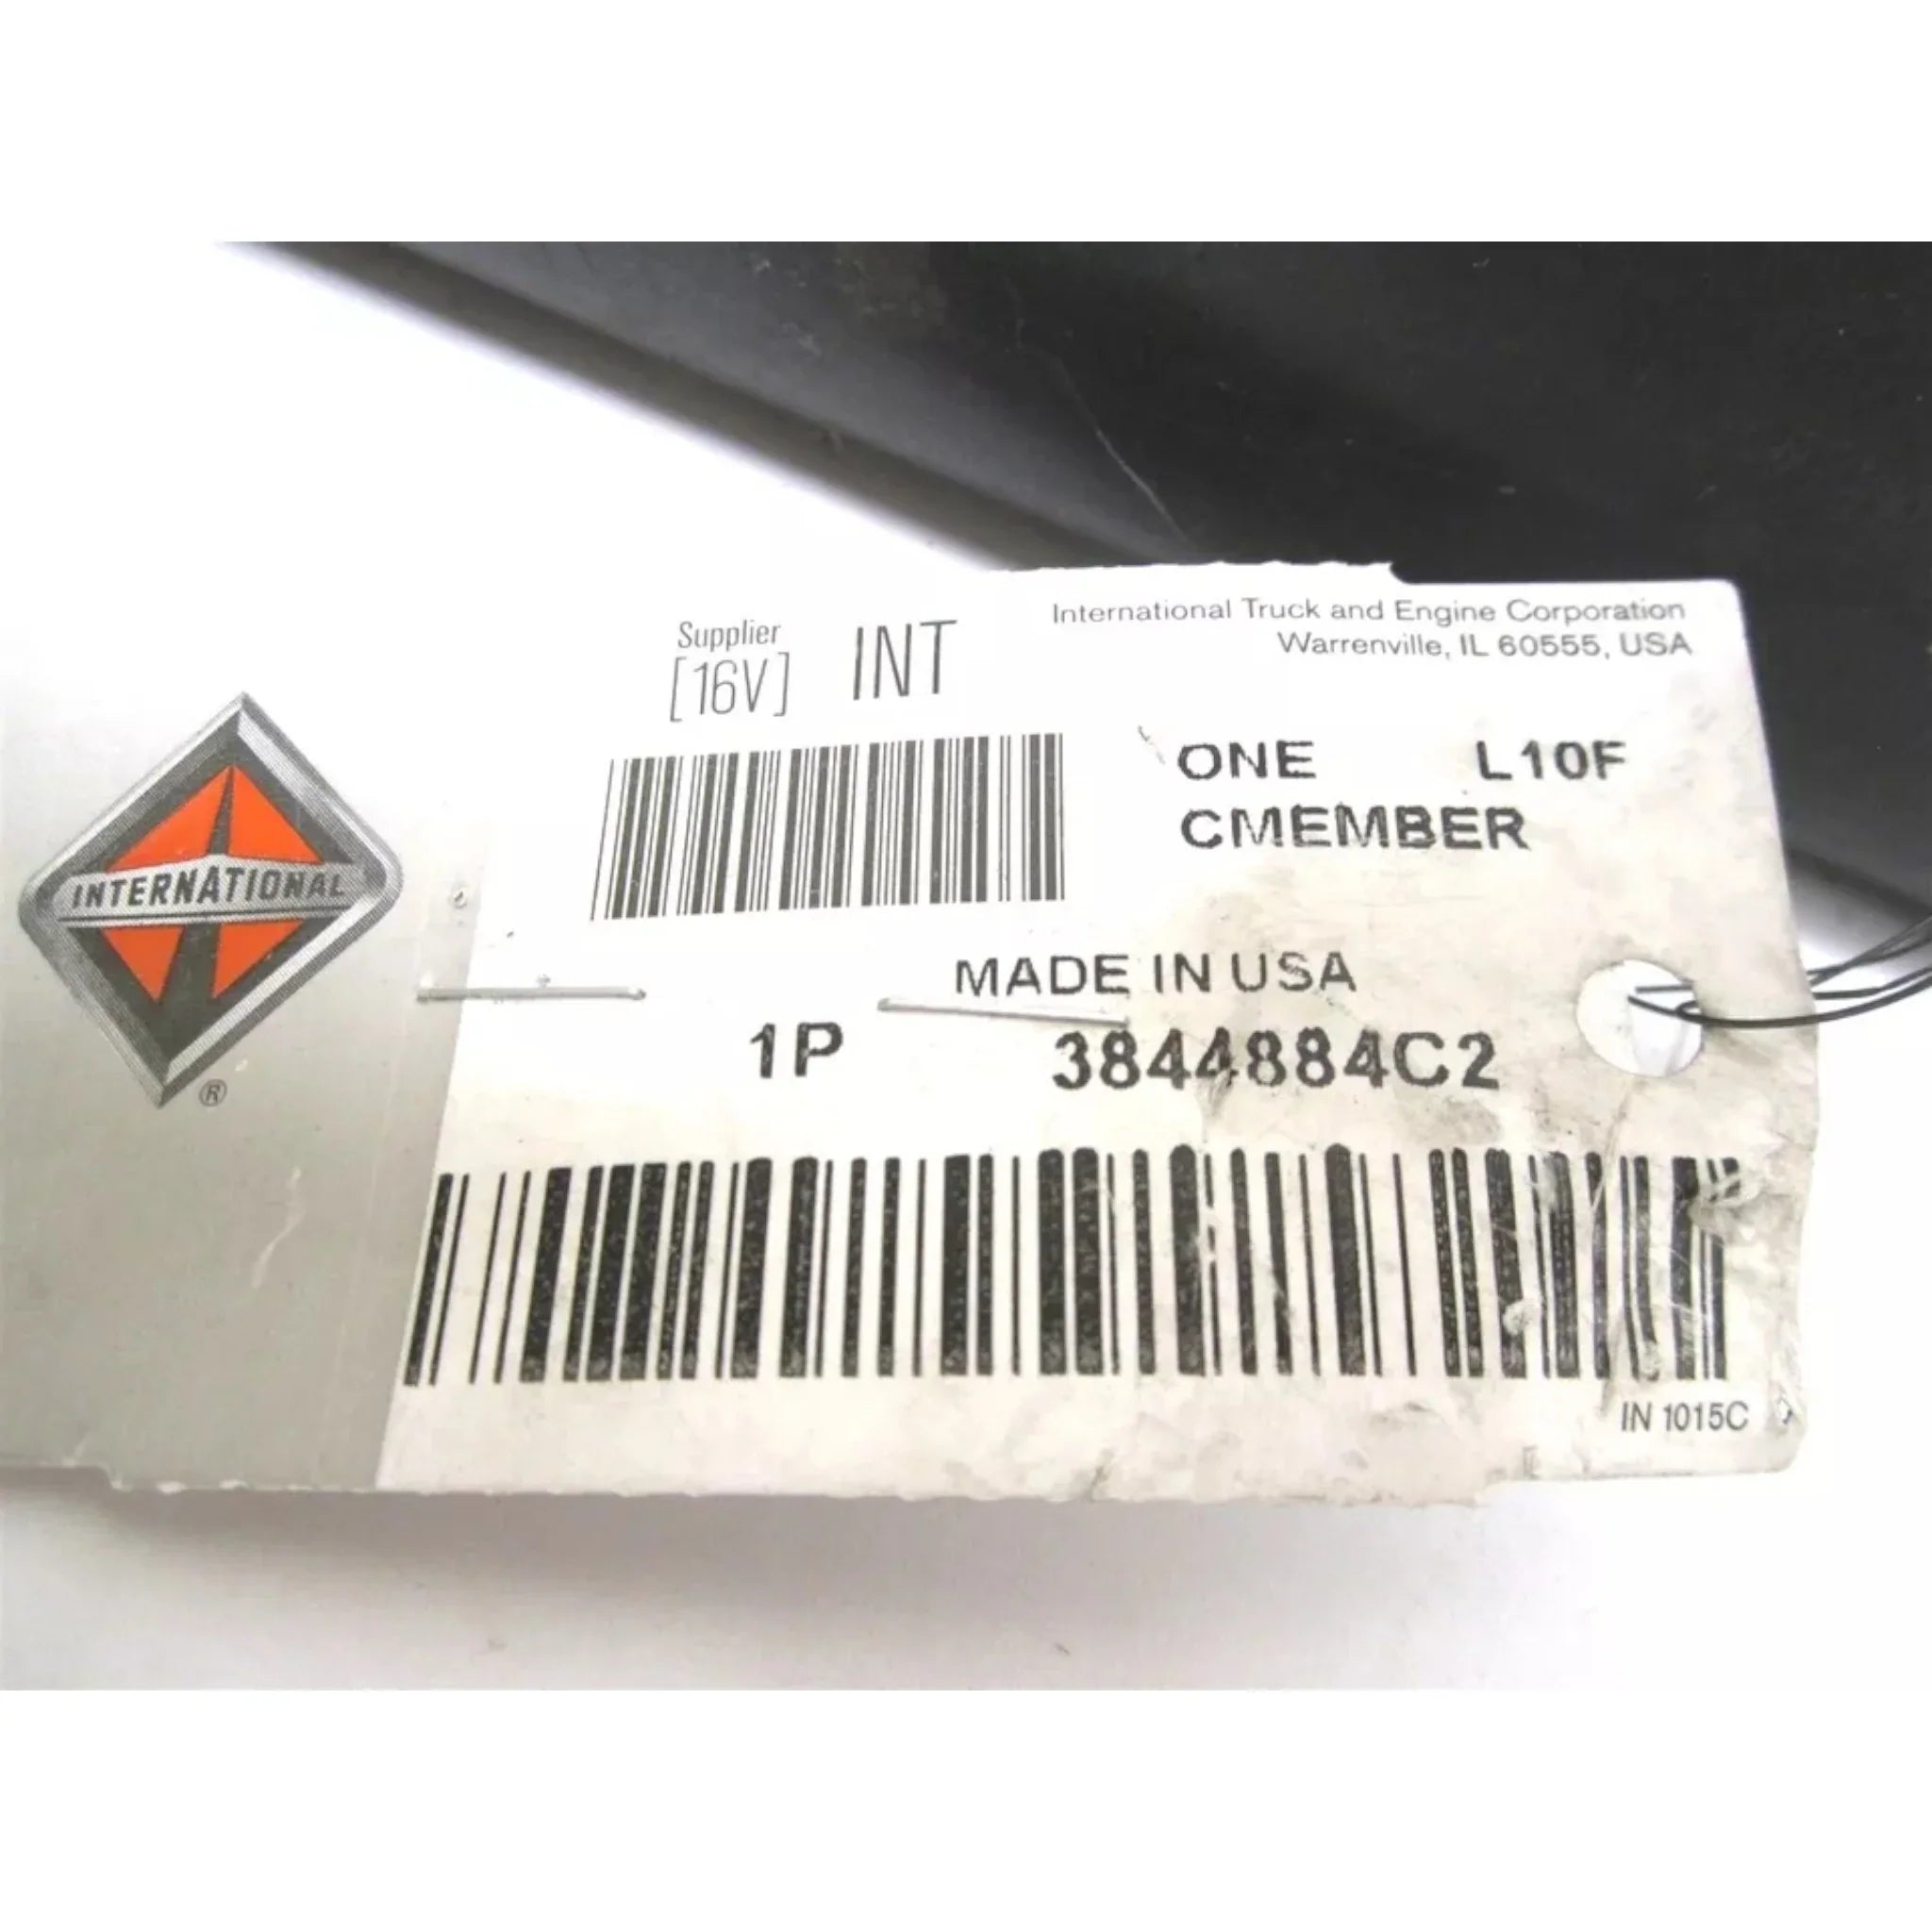 International Truck and Engine Corporation
Warrenville, IL 60555, USA
Supplier
[16V] INT
ONE L10F
CMEMBER
INTERNATIONAL
®
MADE IN USA
1P 3844884C2
IN 1015C